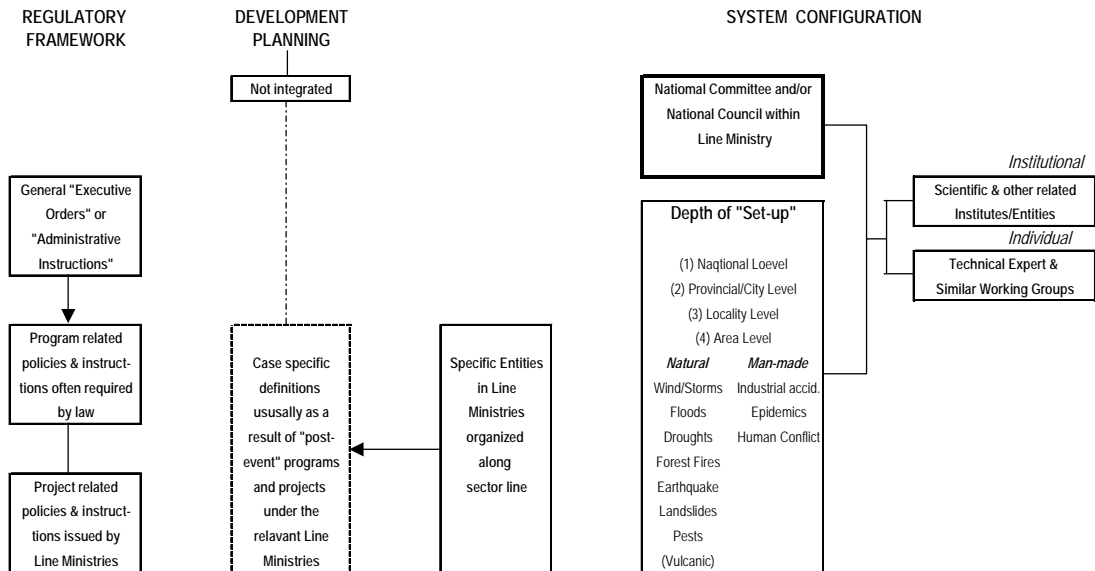 REGULATORY
FRAMEWORK
DEVELOPMENT
PLANNING
SYSTEM CONFIGURATION
Not integrated
General "Executive
Orders" or
"Administrative
Instructions"
Program related
policies & instruc-
tions often required
by law
Project related
policies & instruc-
tions issued by
Line Ministries
Case specific
definitions
ususally as a
result of "post-
event" programs
and projects
under the
relavant Line
Ministries
Specific Entities
in Line
Ministries
organized
along
sector line
Natiomal Committee and/or
National Council within
Line Ministry
Depth of "Set-up"
(1) Naqtional Loevel
(2) Provincial/City Level
(3) Locality Level
(4) Area Level
Natural Man-made
Wind/Storms Industrial accid.
Floods Epidemics
Droughts Human Conflict
Forest Fires
Earthquake
Landslides
Pests
(Vulcanic)
Institutional
Scientific & other related
Institutes/Entities
Individual
Technical Expert &
Similar Working Groups